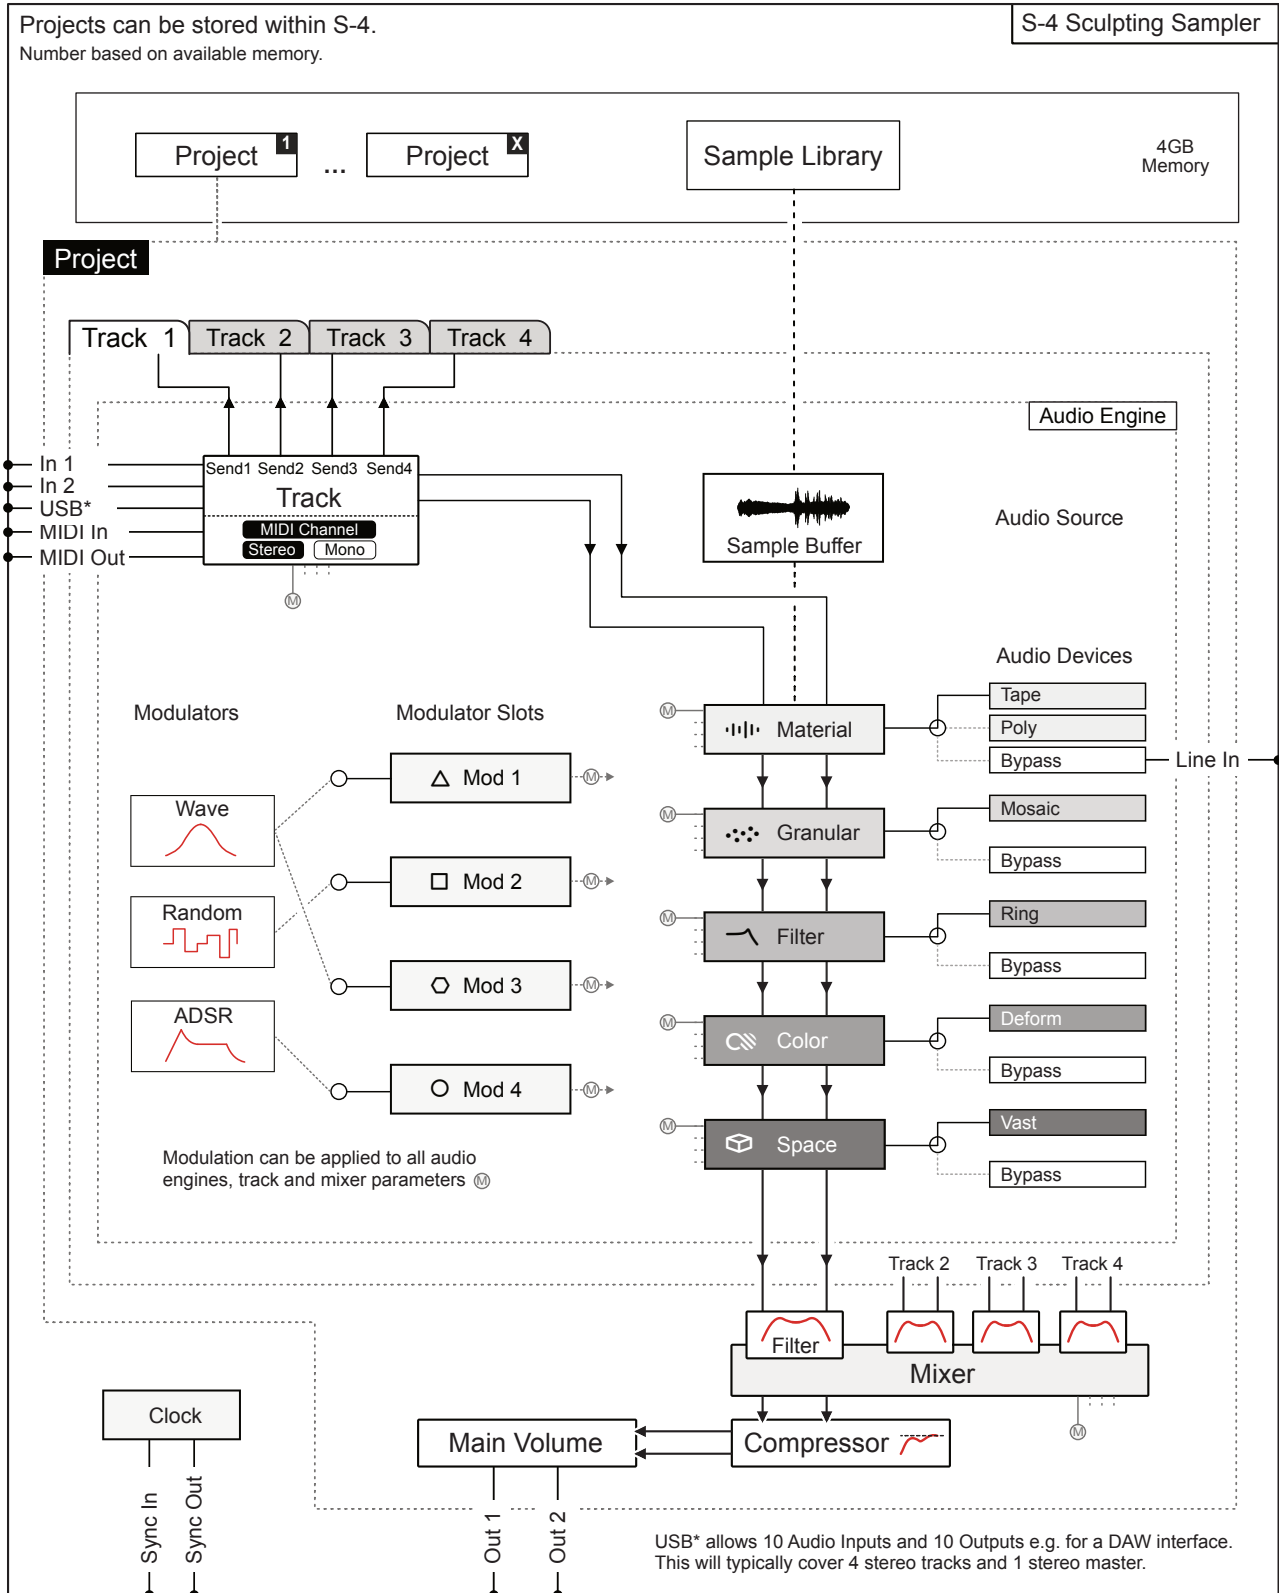 Projects can be stored within S-4.
Number based on available memory.
S-4 Sculpting Sampler
Project 1
...
Project X
Sample Library
4GB
Memory
Project
Track 1
Track 2
Track 3
Track 4
Audio Engine
In 1
In 2
USB*
MIDI In
MIDI Out
Send1 Send2 Send3 Send4
Track
MIDI Channel
Stereo
Mono
M
Sample Buffer
Audio Source
Audio Devices
Modulators
Modulator Slots
Wave
Random
ADSR
Mod 1
M
Mod 2
M
Mod 3
M
Mod 4
M
Modulation can be applied to all audio
engines, track and mixer parameters M
M
Material
Tape
Poly
Bypass
Line In
M
Granular
Mosaic
Bypass
M
Filter
Ring
Bypass
M
Color
Deform
Bypass
M
Space
Vast
Bypass
Track 2
Track 3
Track 4
Filter
Mixer
M
Clock
Sync In
Sync Out
Main Volume
Compressor
Out 1
Out 2
USB* allows 10 Audio Inputs and 10 Outputs e.g. for a DAW interface.
This will typically cover 4 stereo tracks and 1 stereo master.